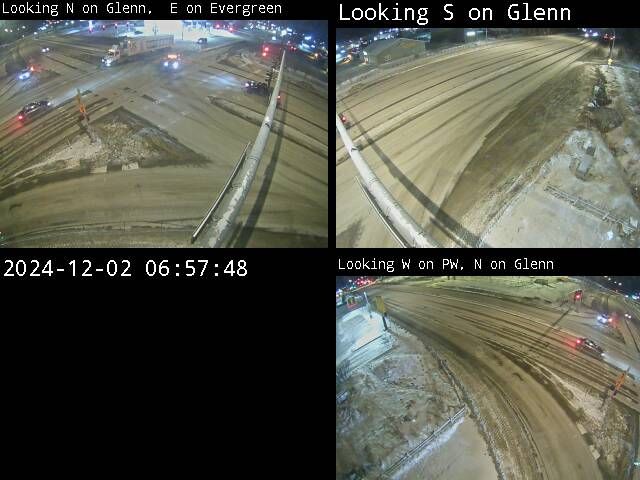 Looking N on Glenn,  E on Evergreen
Looking S on Glenn
2024-12-02 06:57:48
Looking W on PW, N on Glenn